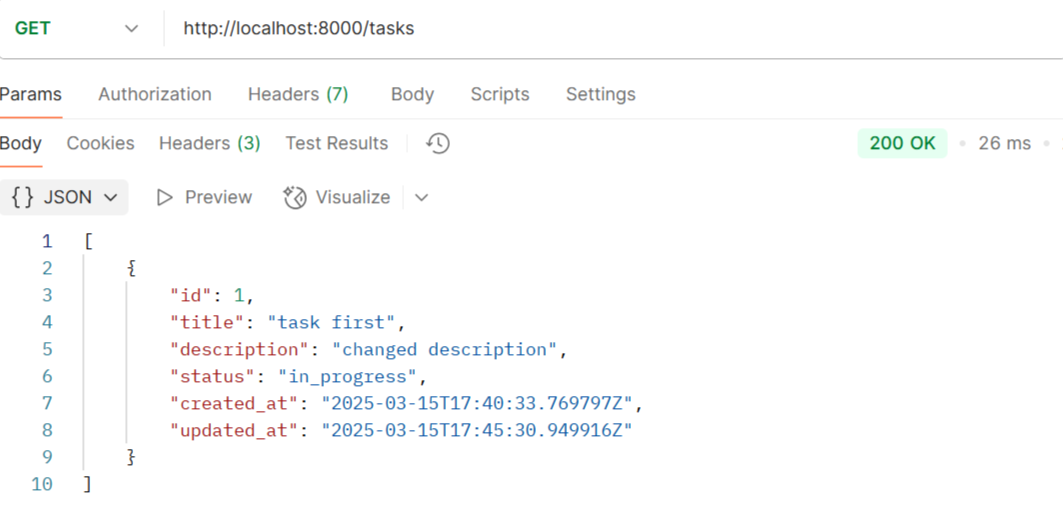 GET http://localhost:8000/tasks
Params Authorization Headers (7) Body Scripts Settings
Body Cookies Headers (3) Test Results 200 OK • 26 ms •
{} JSON Preview Visualize
1 [
2 {
3 "id": 1,
4 "title": "task first",
5 "description": "changed description",
6 "status": "in_progress",
7 "created_at": "2025-03-15T17:40:33.769797Z",
8 "updated_at": "2025-03-15T17:45:30.949916Z"
9 }
10 ]